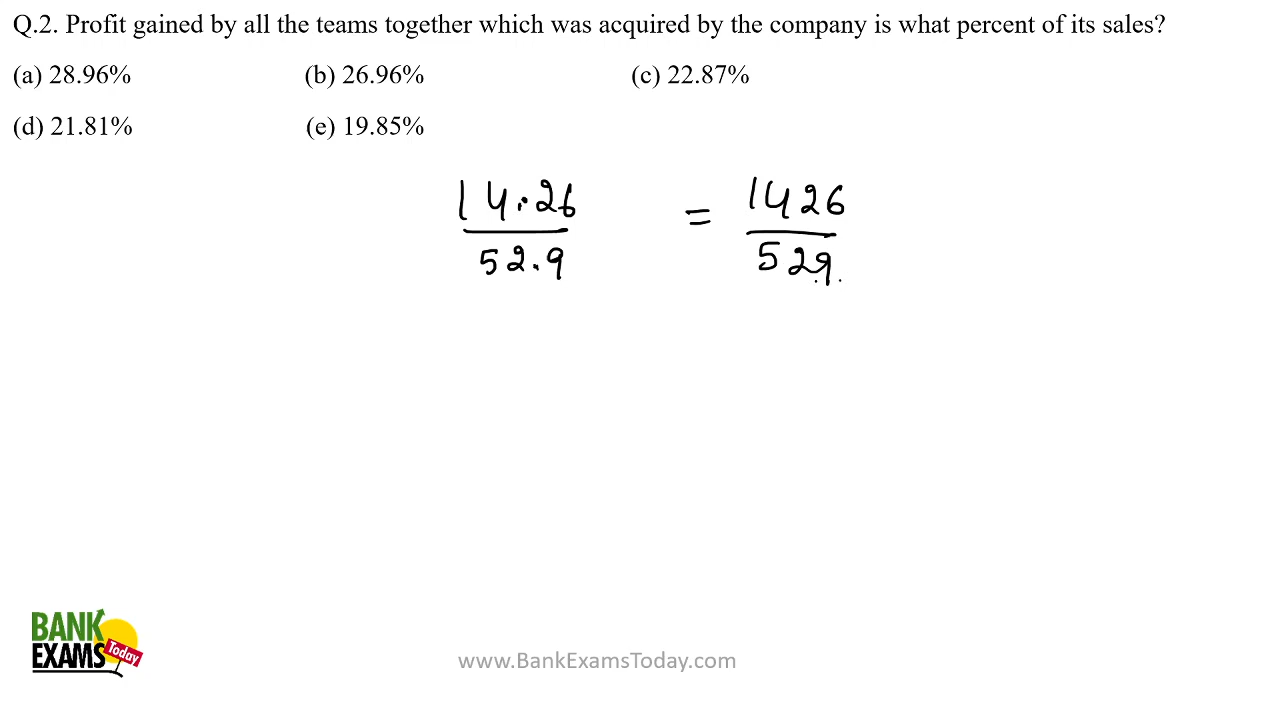 Q.2. Profit gained by all the teams together which was acquired by the company is what percent of its sales?
(a) 28.96% (b) 26.96% (c) 22.87%
(d) 21.81% (e) 19.85%
14.26 = 1426
52.9 529
BANK
EXAMS Today
www.BankExamsToday.com